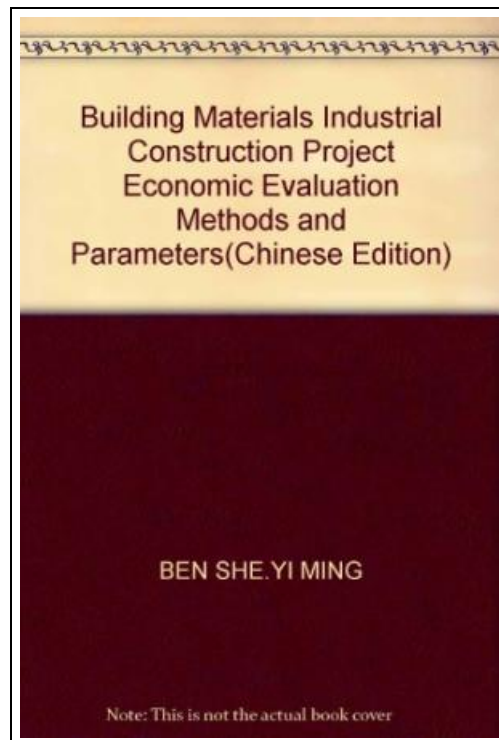 Building Materials Industrial
Construction Project
Economic Evaluation
Methods and
Parameters(Chinese Edition)
BEN SHE.YI MING
Note: This is not the actual book cover